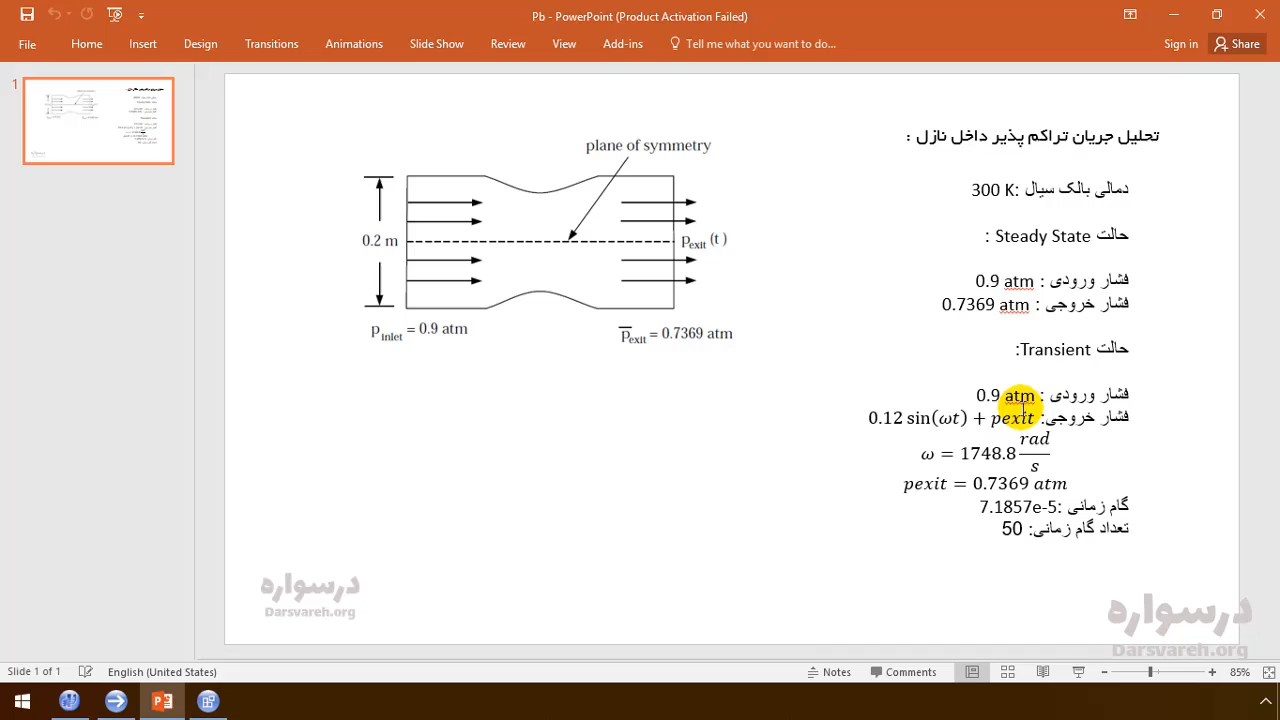 Pb - PowerPoint (Product Activation Failed)
File Home Insert Design Transitions Animations Slide Show Review View Add-ins Tell me what you want to do... Sign in Share
1
تحلیل جریان تراکم پذیر داخل نازل :
دمالی بالک سیال :300 K
حالت Steady State :
فشار ورودی : 0.9 atm
فشار خروجی : 0.7369 atm
حالت Transient:
فشار ورودی : 0.9 atm
فشار خروجی: 0.12 sin(ωt) + pexit
ω = 1748.8 rad/s
pexit = 0.7369 atm
گام زمانی :7.1857e-5
تعداد گام زمانی: 50
plane of symmetry
0.2 m
p exit (t)
p inlet = 0.9 atm
p̅ exit = 0.7369 atm
درسواره
Darsvareh.org
درسواره
Darsvareh.org
Slide 1 of 1 English (United States) Notes Comments 85%